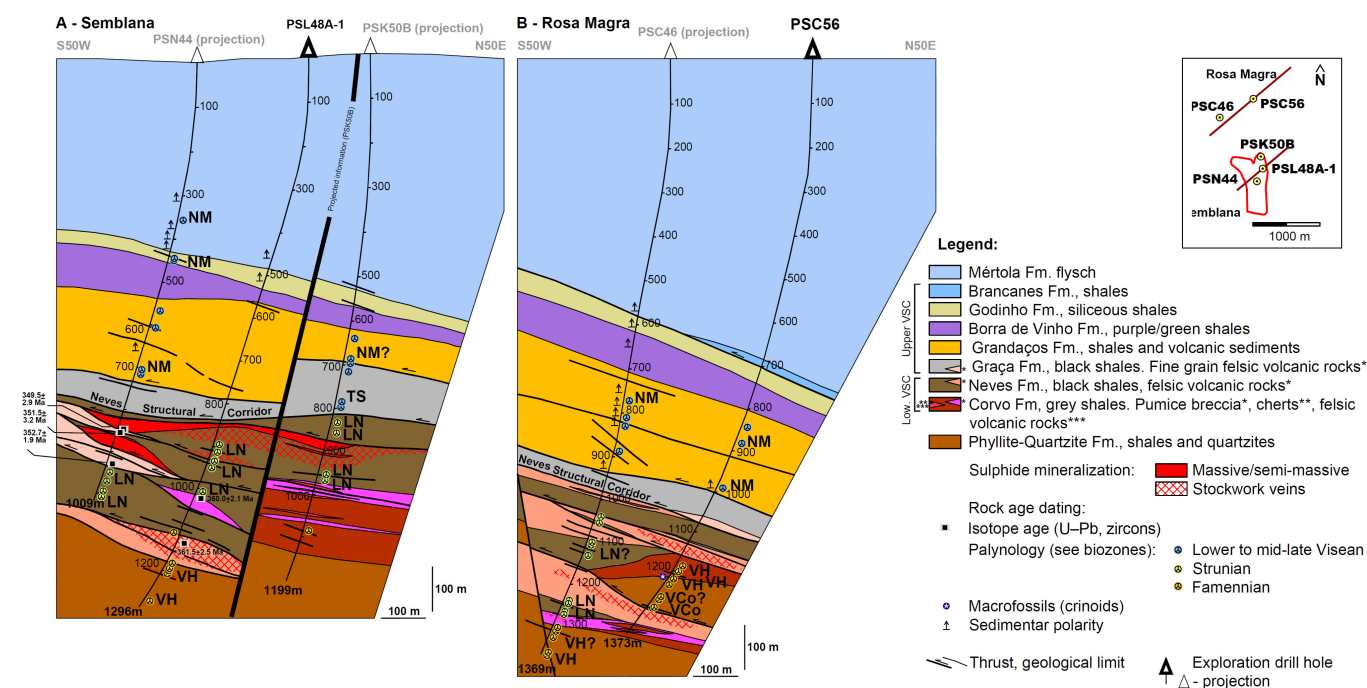 A - Semblana
S50W
PSN44 (projection)
PSL48A-1
PSK50B (projection)
N50E
100
100
100
Projected information (PSK50B)
300
300
300
NM
NM
500
500
500
600
600
600
NM?
700
700
700
NM
TS
800
800
Neves Structural Corridor
349.5±
2.9 Ma
351.5±
3.2 Ma
352.7±
1.9 Ma
900
LN
LN
LN
LN
LN
LN
LN
1000
1000
360.0±2.1 Ma
1009m
361.5±2.5 Ma
1200
VH
VH
1296m
1199m
100 m
100 m
B - Rosa Magra
S50W
PSC46 (projection)
PSC56
N50E
100
100
200
200
300
400
400
500
600
600
700
NM
800
800
NM
900
900
Neves Structural Corridor
NM
1000
1000
1100
1100
LN?
1200
VH
VH
VH
1200
VCo?
VCo
LN
LN
1300
VH?
VH
1373m
1369m
100 m
100 m
Rosa Magra
N
PSC46
PSC56
PSK50B
PSL48A-1
PSN44
emblana
1000 m
Legend:
Mértola Fm. flysch
Upper VSC
Brancanes Fm., shales
Godinho Fm., siliceous shales
Borra de Vinho Fm., purple/green shales
Grandaços Fm., shales and volcanic sediments
* Graça Fm., black shales. Fine grain felsic volcanic rocks*
Low. VSC
* Neves Fm., black shales, felsic volcanic rocks*
** *** * Corvo Fm, grey shales. Pumice breccia*, cherts**, felsic
volcanic rocks***
Phyllite-Quartzite Fm., shales and quartzites
Sulphide mineralization: Massive/semi-massive
Stockwork veins
Rock age dating:
Isotope age (U–Pb, zircons)
Palynology (see biozones): Lower to mid-late Visean
Strunian
Famennian
Macrofossils (crinoids)
Sedimentar polarity
Thrust, geological limit
Exploration drill hole
- projection